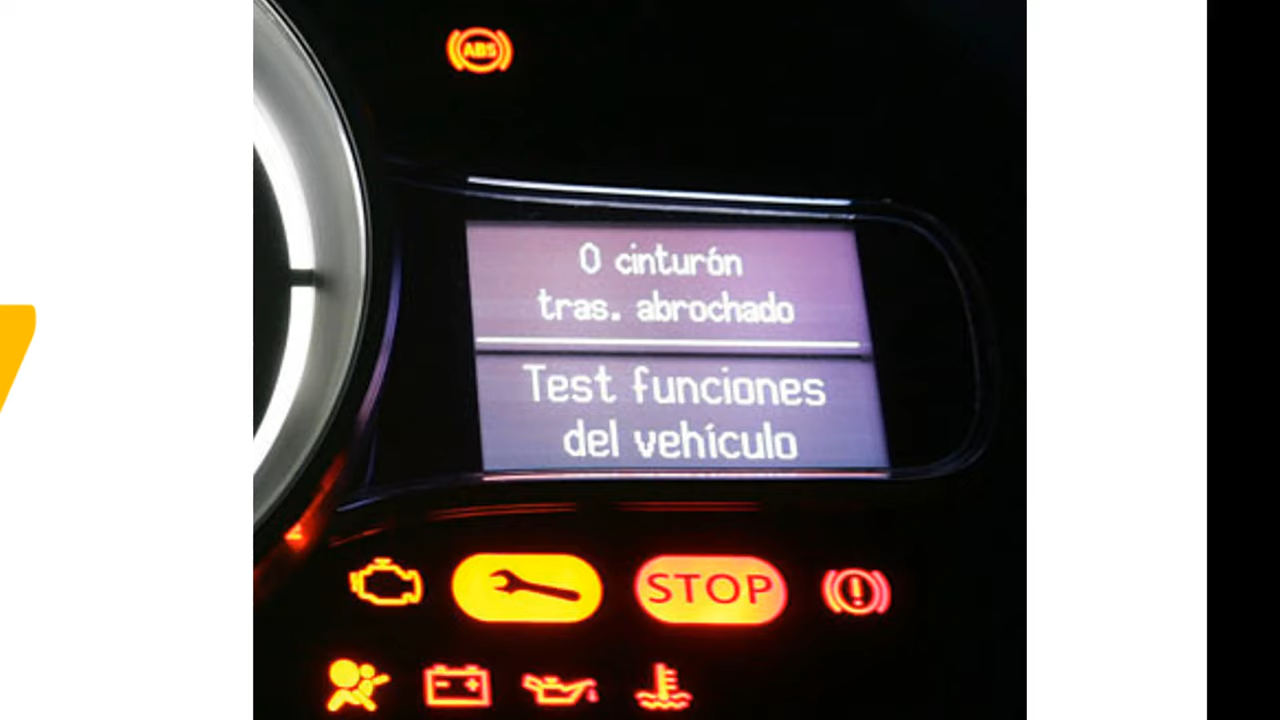 ABS
0 cinturón
tras. abrochado
Test funciones
del vehículo
STOP